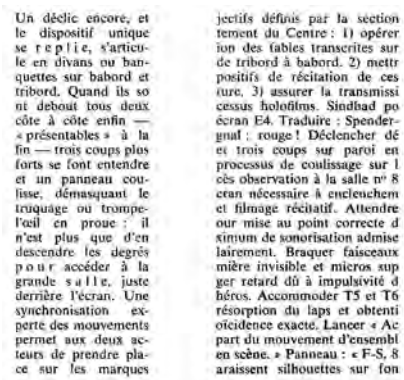 Un déclic encore, et
le dispositif unique
se replie, s'articu-
le en divans ou ban-
quettes sur babord et
tribord. Quand ils so
nt debout tous deux
côte à côte enfin —
« présentables » à la
fin — trois coups plus
forts se font entendre
et un panneau cou-
lisse, démasquant le
truquage ou trompe-
l'œil en proue : il
n'est plus que d'en
descendre les degrés
pour accéder à la
grande salle, juste
derrière l'écran. Une
synchronisation ex-
perte des mouvements
permet aux deux ac-
teurs de prendre pla-
ce sur les marques
jectifs définis par la section
tement du Centre : 1) opérer
ion des fables transcrites sur
de tribord à babord. 2) mettr
positifs de récitation de ces
ture. 3) assurer la transmissi
cessus holofilms. Sindbad po
écran E4. Traduire : Spender-
gnal : rouge ! Déclencher dé
et trois coups sur paroi en
processus de coulissage sur l
cès observation à la salle n° 8
cran nécessaire à enclenchem
et filmage récitatif. Attendre
our mise au point correcte d
ximum de sonorisation admise
lairement. Braquer faisceaux
mière invisible et micros sup
ger retard dû à impulsivité d
héros. Accommoder T5 et T6
résorption du laps et obtenti
oïcidence exacte. Lancer « Ac
part du mouvement d'ensembl
en scène. » Panneau : « F-S, 8
araissent silhouettes sur fon